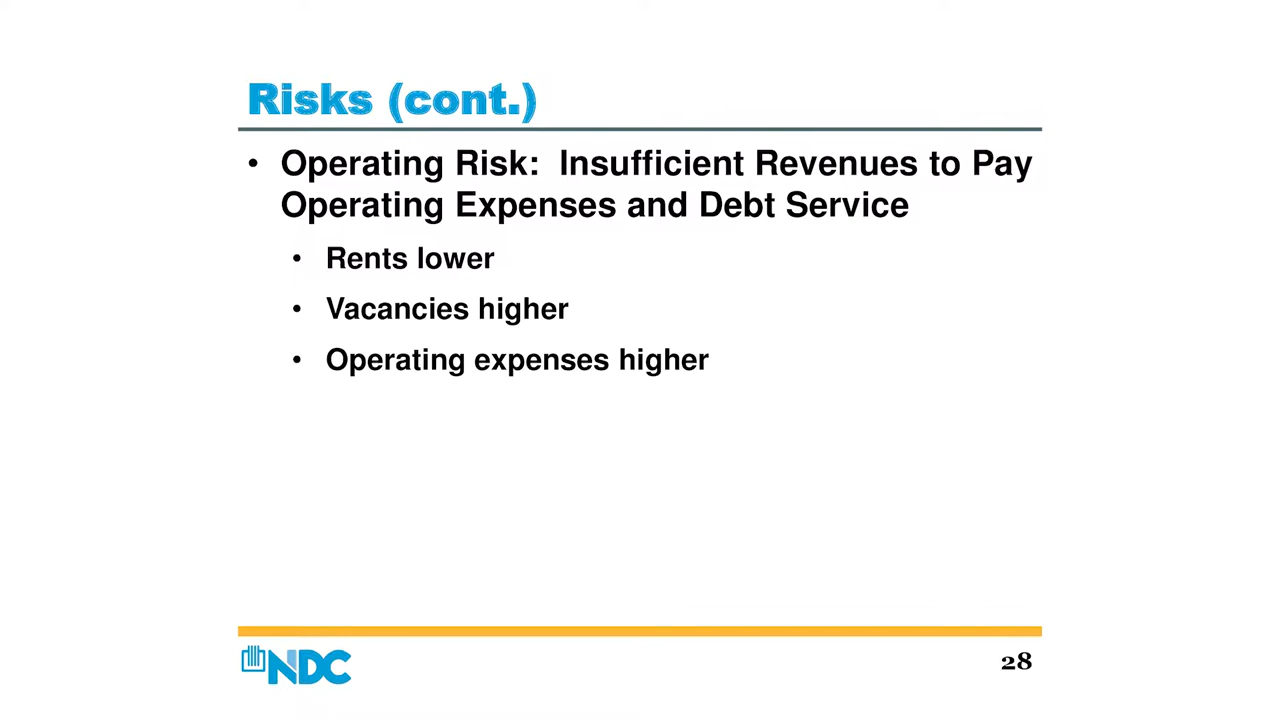 Risks (cont.)
• Operating Risk: Insufficient Revenues to Pay
Operating Expenses and Debt Service
• Rents lower
• Vacancies higher
• Operating expenses higher
NDC
28